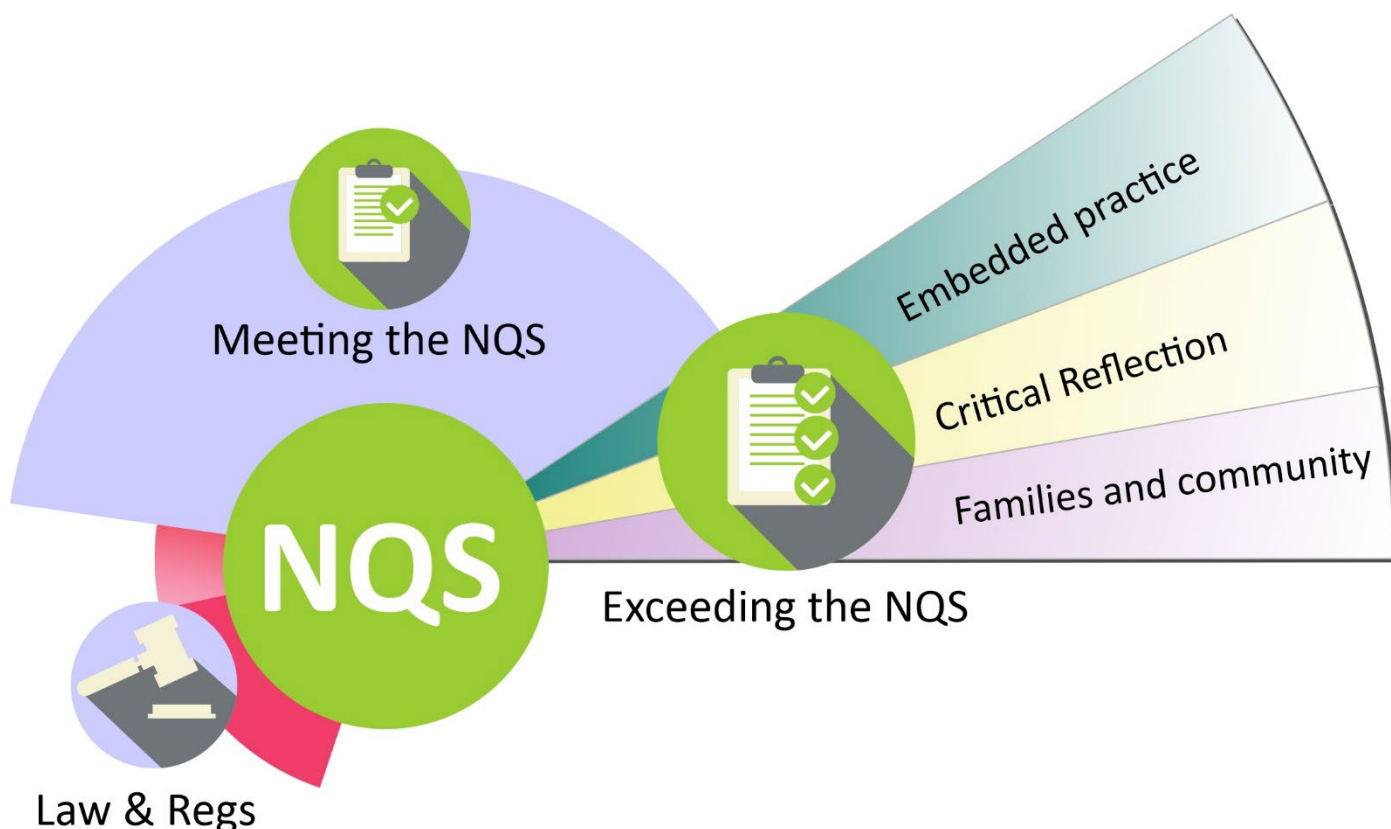 Embedded practice
Critical Reflection
Families and community
Meeting the NQS
NQS
Exceeding the NQS
Law & Regs